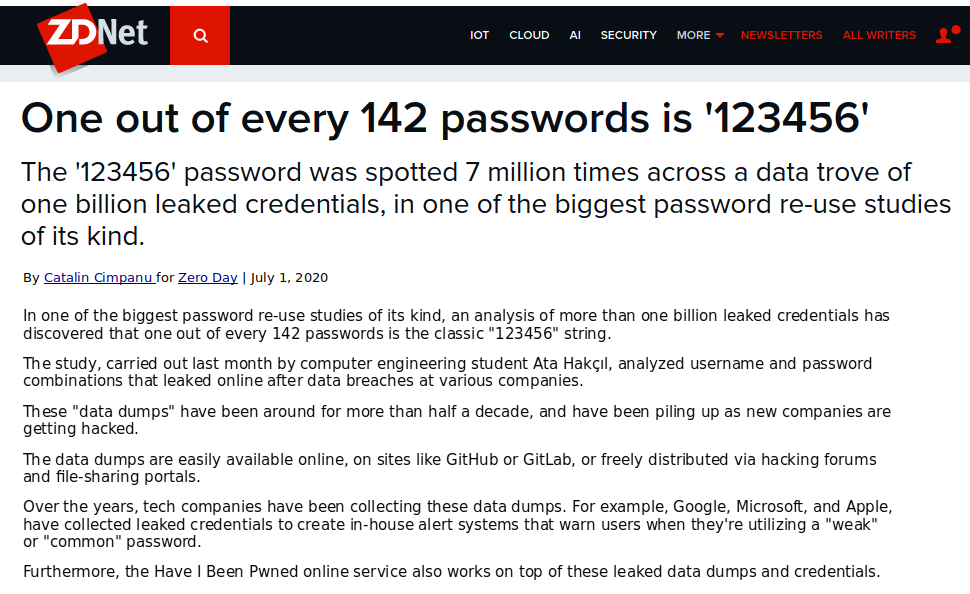 ZDNet
IOT CLOUD AI SECURITY MORE NEWSLETTERS ALL WRITERS
One out of every 142 passwords is '123456'
The '123456' password was spotted 7 million times across a data trove of
one billion leaked credentials, in one of the biggest password re-use studies
of its kind.
By Catalin Cimpanu for Zero Day | July 1, 2020
In one of the biggest password re-use studies of its kind, an analysis of more than one billion leaked credentials has
discovered that one out of every 142 passwords is the classic "123456" string.
The study, carried out last month by computer engineering student Ata Hakçıl, analyzed username and password
combinations that leaked online after data breaches at various companies.
These "data dumps" have been around for more than half a decade, and have been piling up as new companies are
getting hacked.
The data dumps are easily available online, on sites like GitHub or GitLab, or freely distributed via hacking forums
and file-sharing portals.
Over the years, tech companies have been collecting these data dumps. For example, Google, Microsoft, and Apple,
have collected leaked credentials to create in-house alert systems that warn users when they're utilizing a "weak"
or "common" password.
Furthermore, the Have I Been Pwned online service also works on top of these leaked data dumps and credentials.